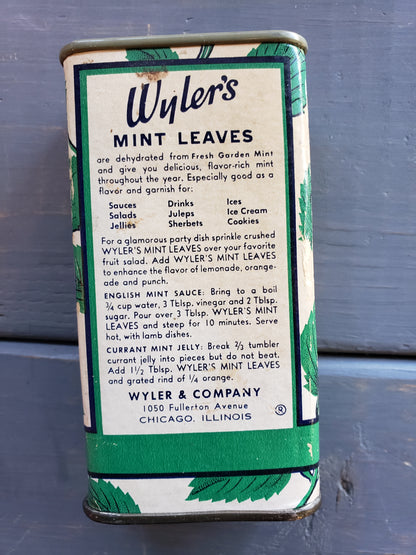 Wyler's
MINT LEAVES
are dehydrated from Fresh Garden Mint
and give you delicious, flavor-rich mint
throughout the year. Especially good as a
flavor and garnish for:
Sauces Drinks Ices
Salads Juleps Ice Cream
Jellies Sherbets Cookies
For a glamorous party dish sprinkle crushed
WYLER'S MINT LEAVES over your favorite
fruit salad. Add WYLER'S MINT LEAVES
to enhance the flavor of lemonade, orange-
ade and punch.
ENGLISH MINT SAUCE: Bring to a boil
¾ cup water, 3 Tblsp. vinegar and 2 Tblsp.
sugar. Pour over 3 Tblsp. WYLER'S MINT
LEAVES and steep for 10 minutes. Serve
hot, with lamb dishes.
CURRANT MINT JELLY: Break ⅔ tumbler
currant jelly into pieces but do not beat.
Add 1½ Tblsp. WYLER'S MINT LEAVES
and grated rind of ¼ orange.
WYLER & COMPANY
1050 Fullerton Avenue
CHICAGO, ILLINOIS ®